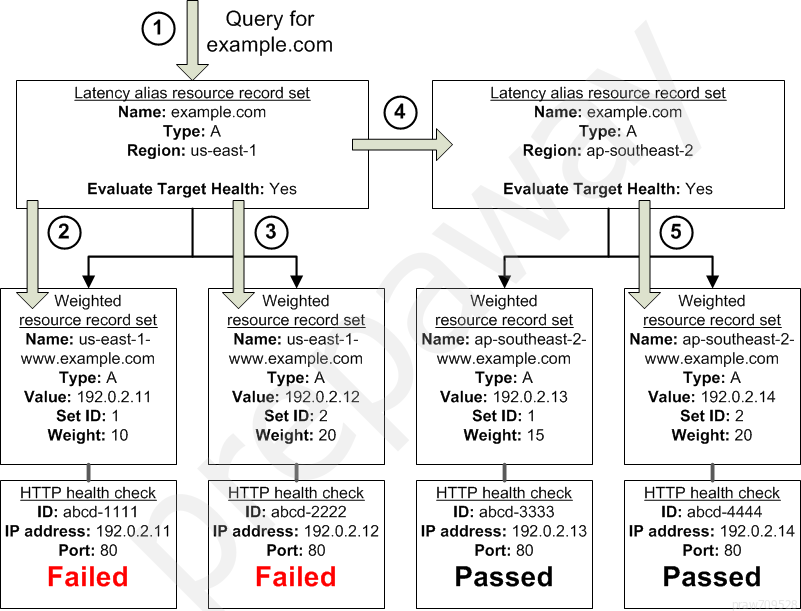 1
Query for
example.com
Latency alias resource record set
Name: example.com
Type: A
Region: us-east-1
Evaluate Target Health: Yes
4
Latency alias resource record set
Name: example.com
Type: A
Region: ap-southeast-2
Evaluate Target Health: Yes
2
3
5
Weighted
resource record set
Name: us-east-1-
www.example.com
Type: A
Value: 192.0.2.11
Set ID: 1
Weight: 10
Weighted
resource record set
Name: us-east-1-
www.example.com
Type: A
Value: 192.0.2.12
Set ID: 2
Weight: 20
Weighted
resource record set
Name: ap-southeast-2-
www.example.com
Type: A
Value: 192.0.2.13
Set ID: 1
Weight: 15
Weighted
resource record set
Name: ap-southeast-2-
www.example.com
Type: A
Value: 192.0.2.14
Set ID: 2
Weight: 20
HTTP health check
ID: abcd-1111
IP address: 192.0.2.11
Port: 80
Failed
HTTP health check
ID: abcd-2222
IP address: 192.0.2.12
Port: 80
Failed
HTTP health check
ID: abcd-3333
IP address: 192.0.2.13
Port: 80
Passed
HTTP health check
ID: abcd-4444
IP address: 192.0.2.14
Port: 80
Passed
prepaway